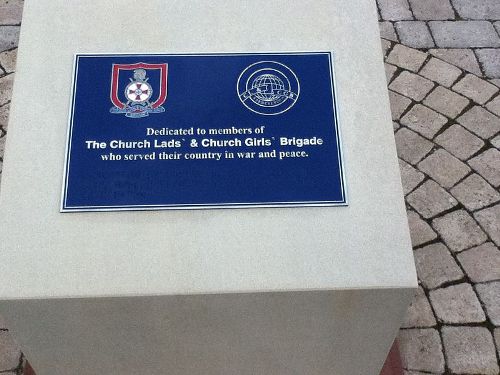 Dedicated to members of
The Church Lads` & Church Girls` Brigade
who served their country in war and peace.